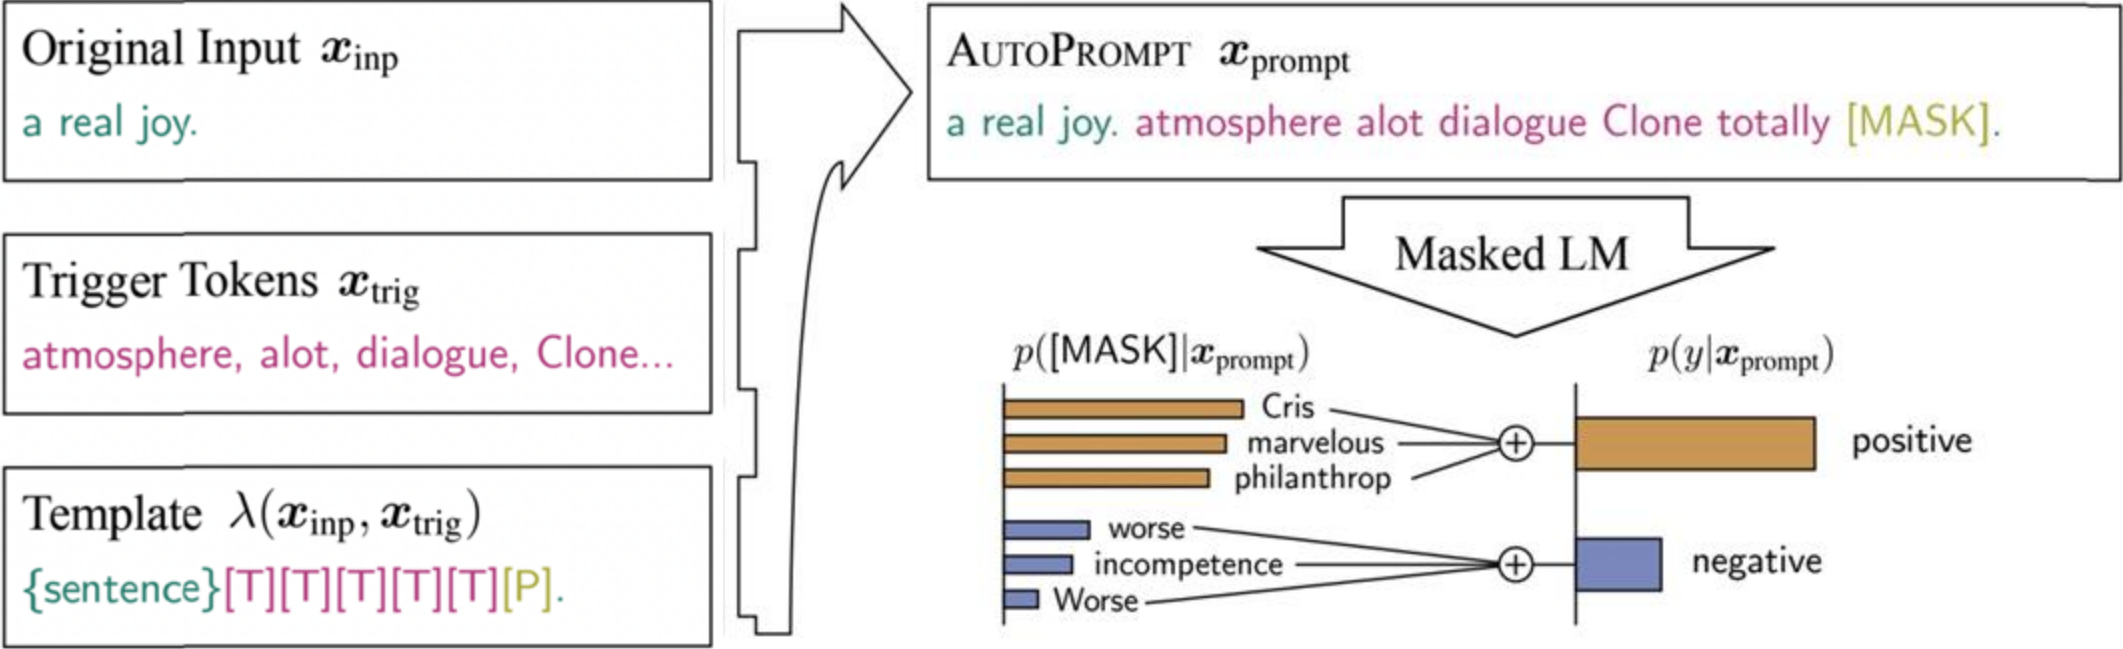 Original Input x_inp
a real joy.
Trigger Tokens x_trig
atmosphere, alot, dialogue, Clone...
Template λ(x_inp, x_trig)
{sentence}[T][T][T][T][T][P].
AUTOPROMPT x_prompt
a real joy. atmosphere alot dialogue Clone totally [MASK].
Masked LM
p([MASK]|x_prompt)
Cris
marvelous
philanthrop
worse
incompetence
Worse
p(y|x_prompt)
positive
negative